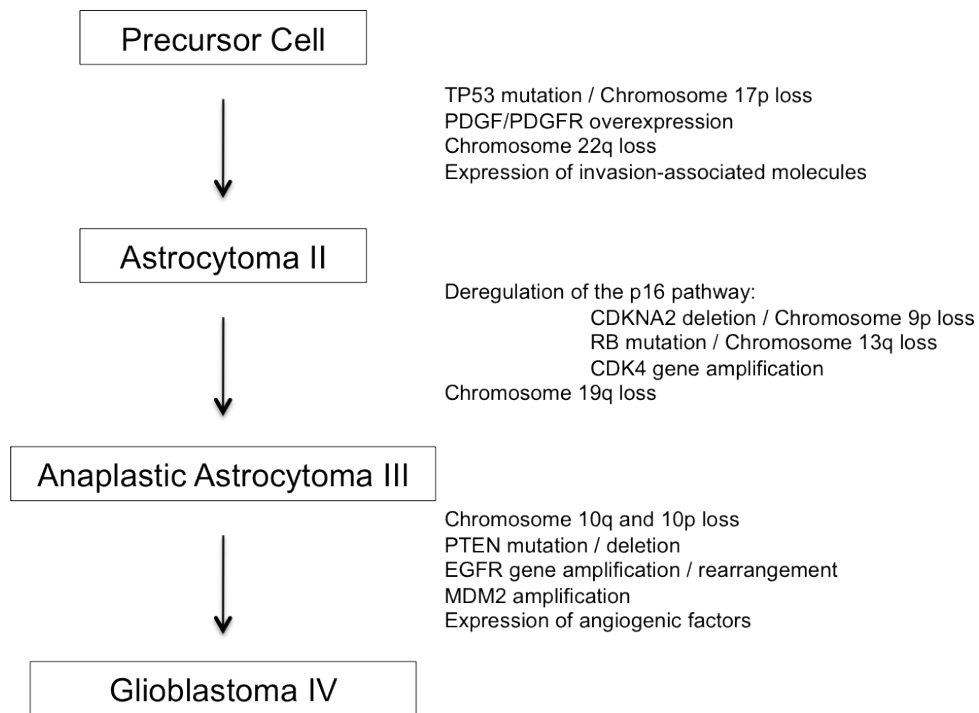 Precursor Cell
TP53 mutation / Chromosome 17p loss
PDGF/PDGFR overexpression
Chromosome 22q loss
Expression of invasion-associated molecules
Astrocytoma II
Deregulation of the p16 pathway:
CDKNA2 deletion / Chromosome 9p loss
RB mutation / Chromosome 13q loss
CDK4 gene amplification
Chromosome 19q loss
Anaplastic Astrocytoma III
Chromosome 10q and 10p loss
PTEN mutation / deletion
EGFR gene amplification / rearrangement
MDM2 amplification
Expression of angiogenic factors
Glioblastoma IV